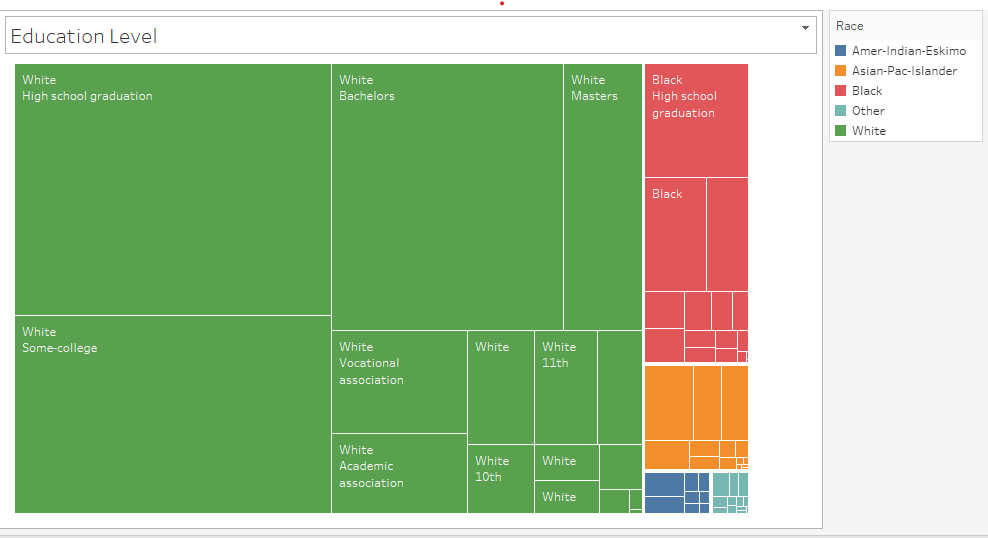 Education Level
White
High school graduation
White
Bachelors
White
Masters
Black
High school
graduation
Black
White
Some-college
White
Vocational
association
White
White
11th
White
Academic
association
White
10th
White
White
Race
Amer-Indian-Eskimo
Asian-Pac-Islander
Black
Other
White